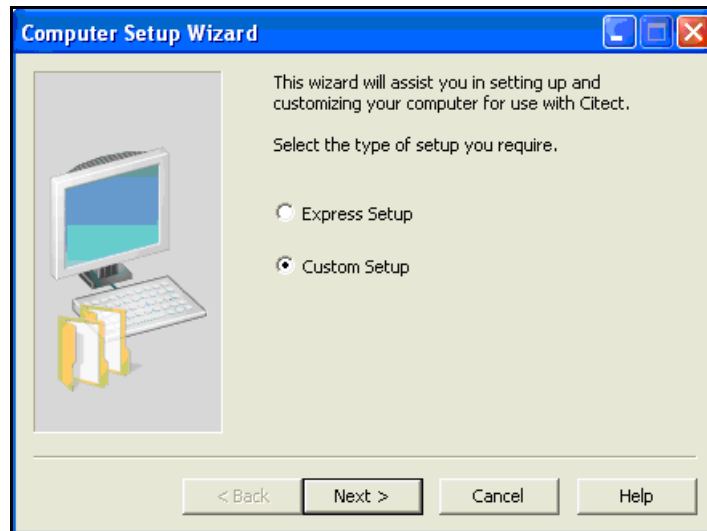 Computer Setup Wizard
This wizard will assist you in setting up and
customizing your computer for use with Citect.
Select the type of setup you require.
Express Setup
Custom Setup
< Back Next > Cancel Help